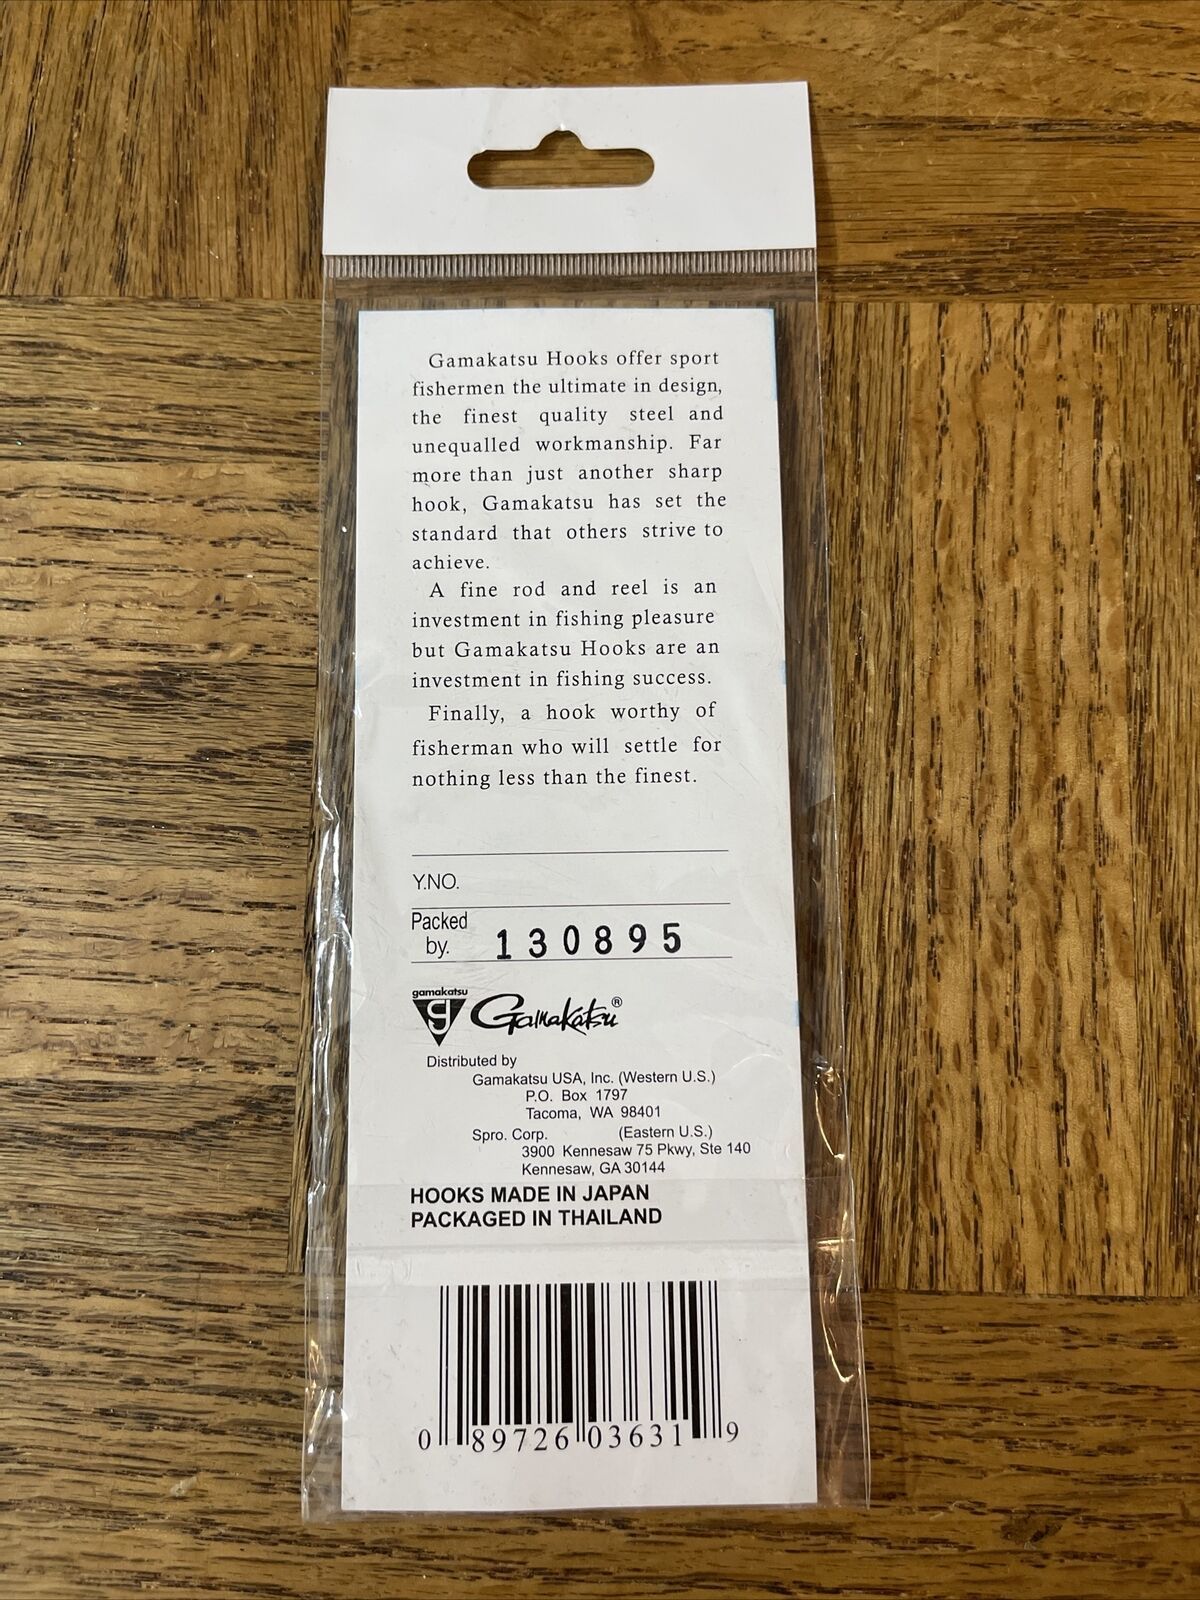 Gamakatsu Hooks offer sport
fishermen the ultimate in design,
the finest quality steel and
unequalled workmanship. Far
more than just another sharp
hook, Gamakatsu has set the
standard that others strive to
achieve.
A fine rod and reel is an
investment in fishing pleasure
but Gamakatsu Hooks are an
investment in fishing success.
Finally, a hook worthy of
fisherman who will settle for
nothing less than the finest.
Y.NO.
Packed
by. 130895
gamakatsu
G Gamakatsu®
Distributed by
Gamakatsu USA, Inc. (Western U.S.)
P.O. Box 1797
Tacoma, WA 98401
Spro. Corp. (Eastern U.S.)
3900 Kennesaw 75 Pkwy, Ste 140
Kennesaw, GA 30144
HOOKS MADE IN JAPAN
PACKAGED IN THAILAND
0 89726 03631 9